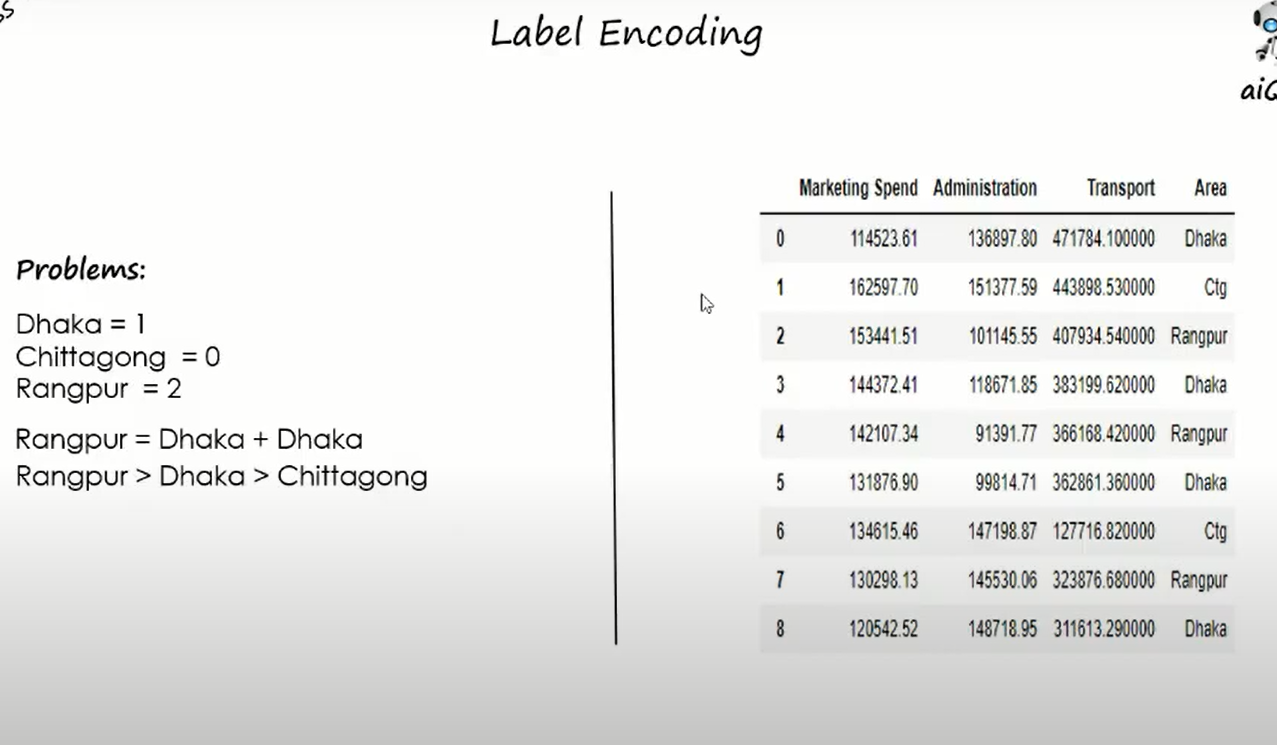 Label Encoding
Problems:
Dhaka = 1
Chittagong = 0
Rangpur = 2
Rangpur = Dhaka + Dhaka
Rangpur > Dhaka > Chittagong
Marketing Spend Administration Transport Area
0 114523.61 136897.80 471784.100000 Dhaka
1 162597.70 151377.59 443898.530000 Ctg
2 153441.51 101145.55 407934.540000 Rangpur
3 144372.41 118671.85 383199.620000 Dhaka
4 142107.34 91391.77 366168.420000 Rangpur
5 131876.90 99814.71 362861.360000 Dhaka
6 134615.46 147198.87 127716.820000 Ctg
7 130298.13 145530.06 323876.680000 Rangpur
8 120542.52 148718.95 311613.290000 Dhaka